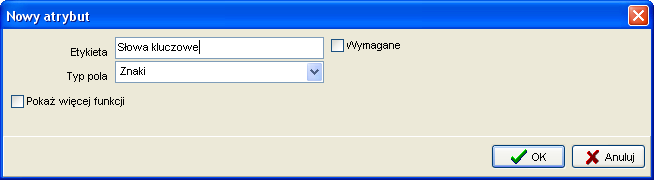 Nowy atrybut
Etykieta Słowa kluczowe Wymagane
Typ pola Znaki
Pokaż więcej funkcji
OK Anuluj